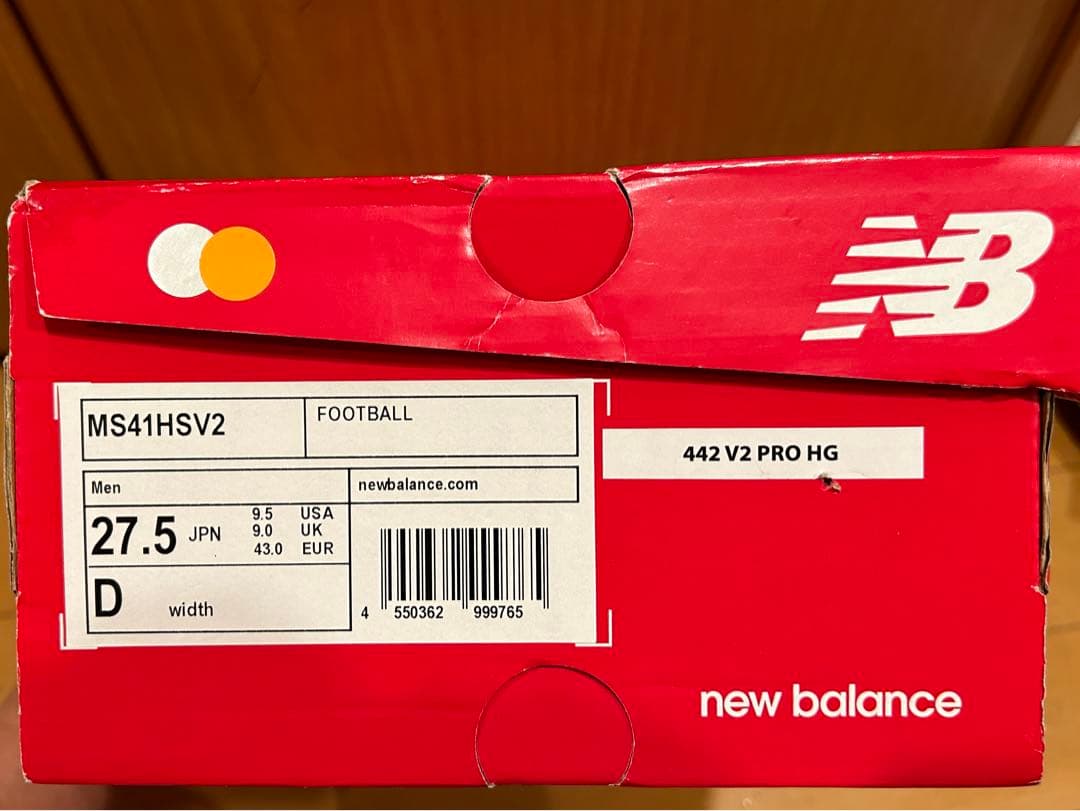 NB
MS41HSV2
FOOTBALL
442 V2 PRO HG
Men
newbalance.com
27.5 JPN
9.5 USA
9.0 UK
43.0 EUR
D width
4 550362 999765
new balance